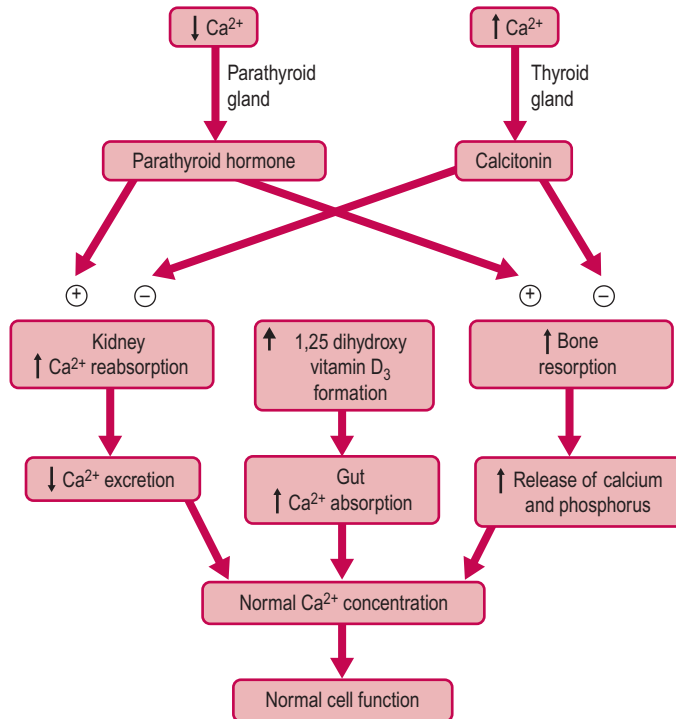 ↓ Ca²⁺
↑ Ca²⁺
Parathyroid
gland
Thyroid
gland
Parathyroid hormone
Calcitonin
+
−
+
−
Kidney
↑ Ca²⁺ reabsorption
↑ 1,25 dihydroxy
vitamin D₃
formation
↑ Bone
resorption
↓ Ca²⁺ excretion
Gut
↑ Ca²⁺ absorption
↑ Release of calcium
and phosphorus
Normal Ca²⁺ concentration
Normal cell function